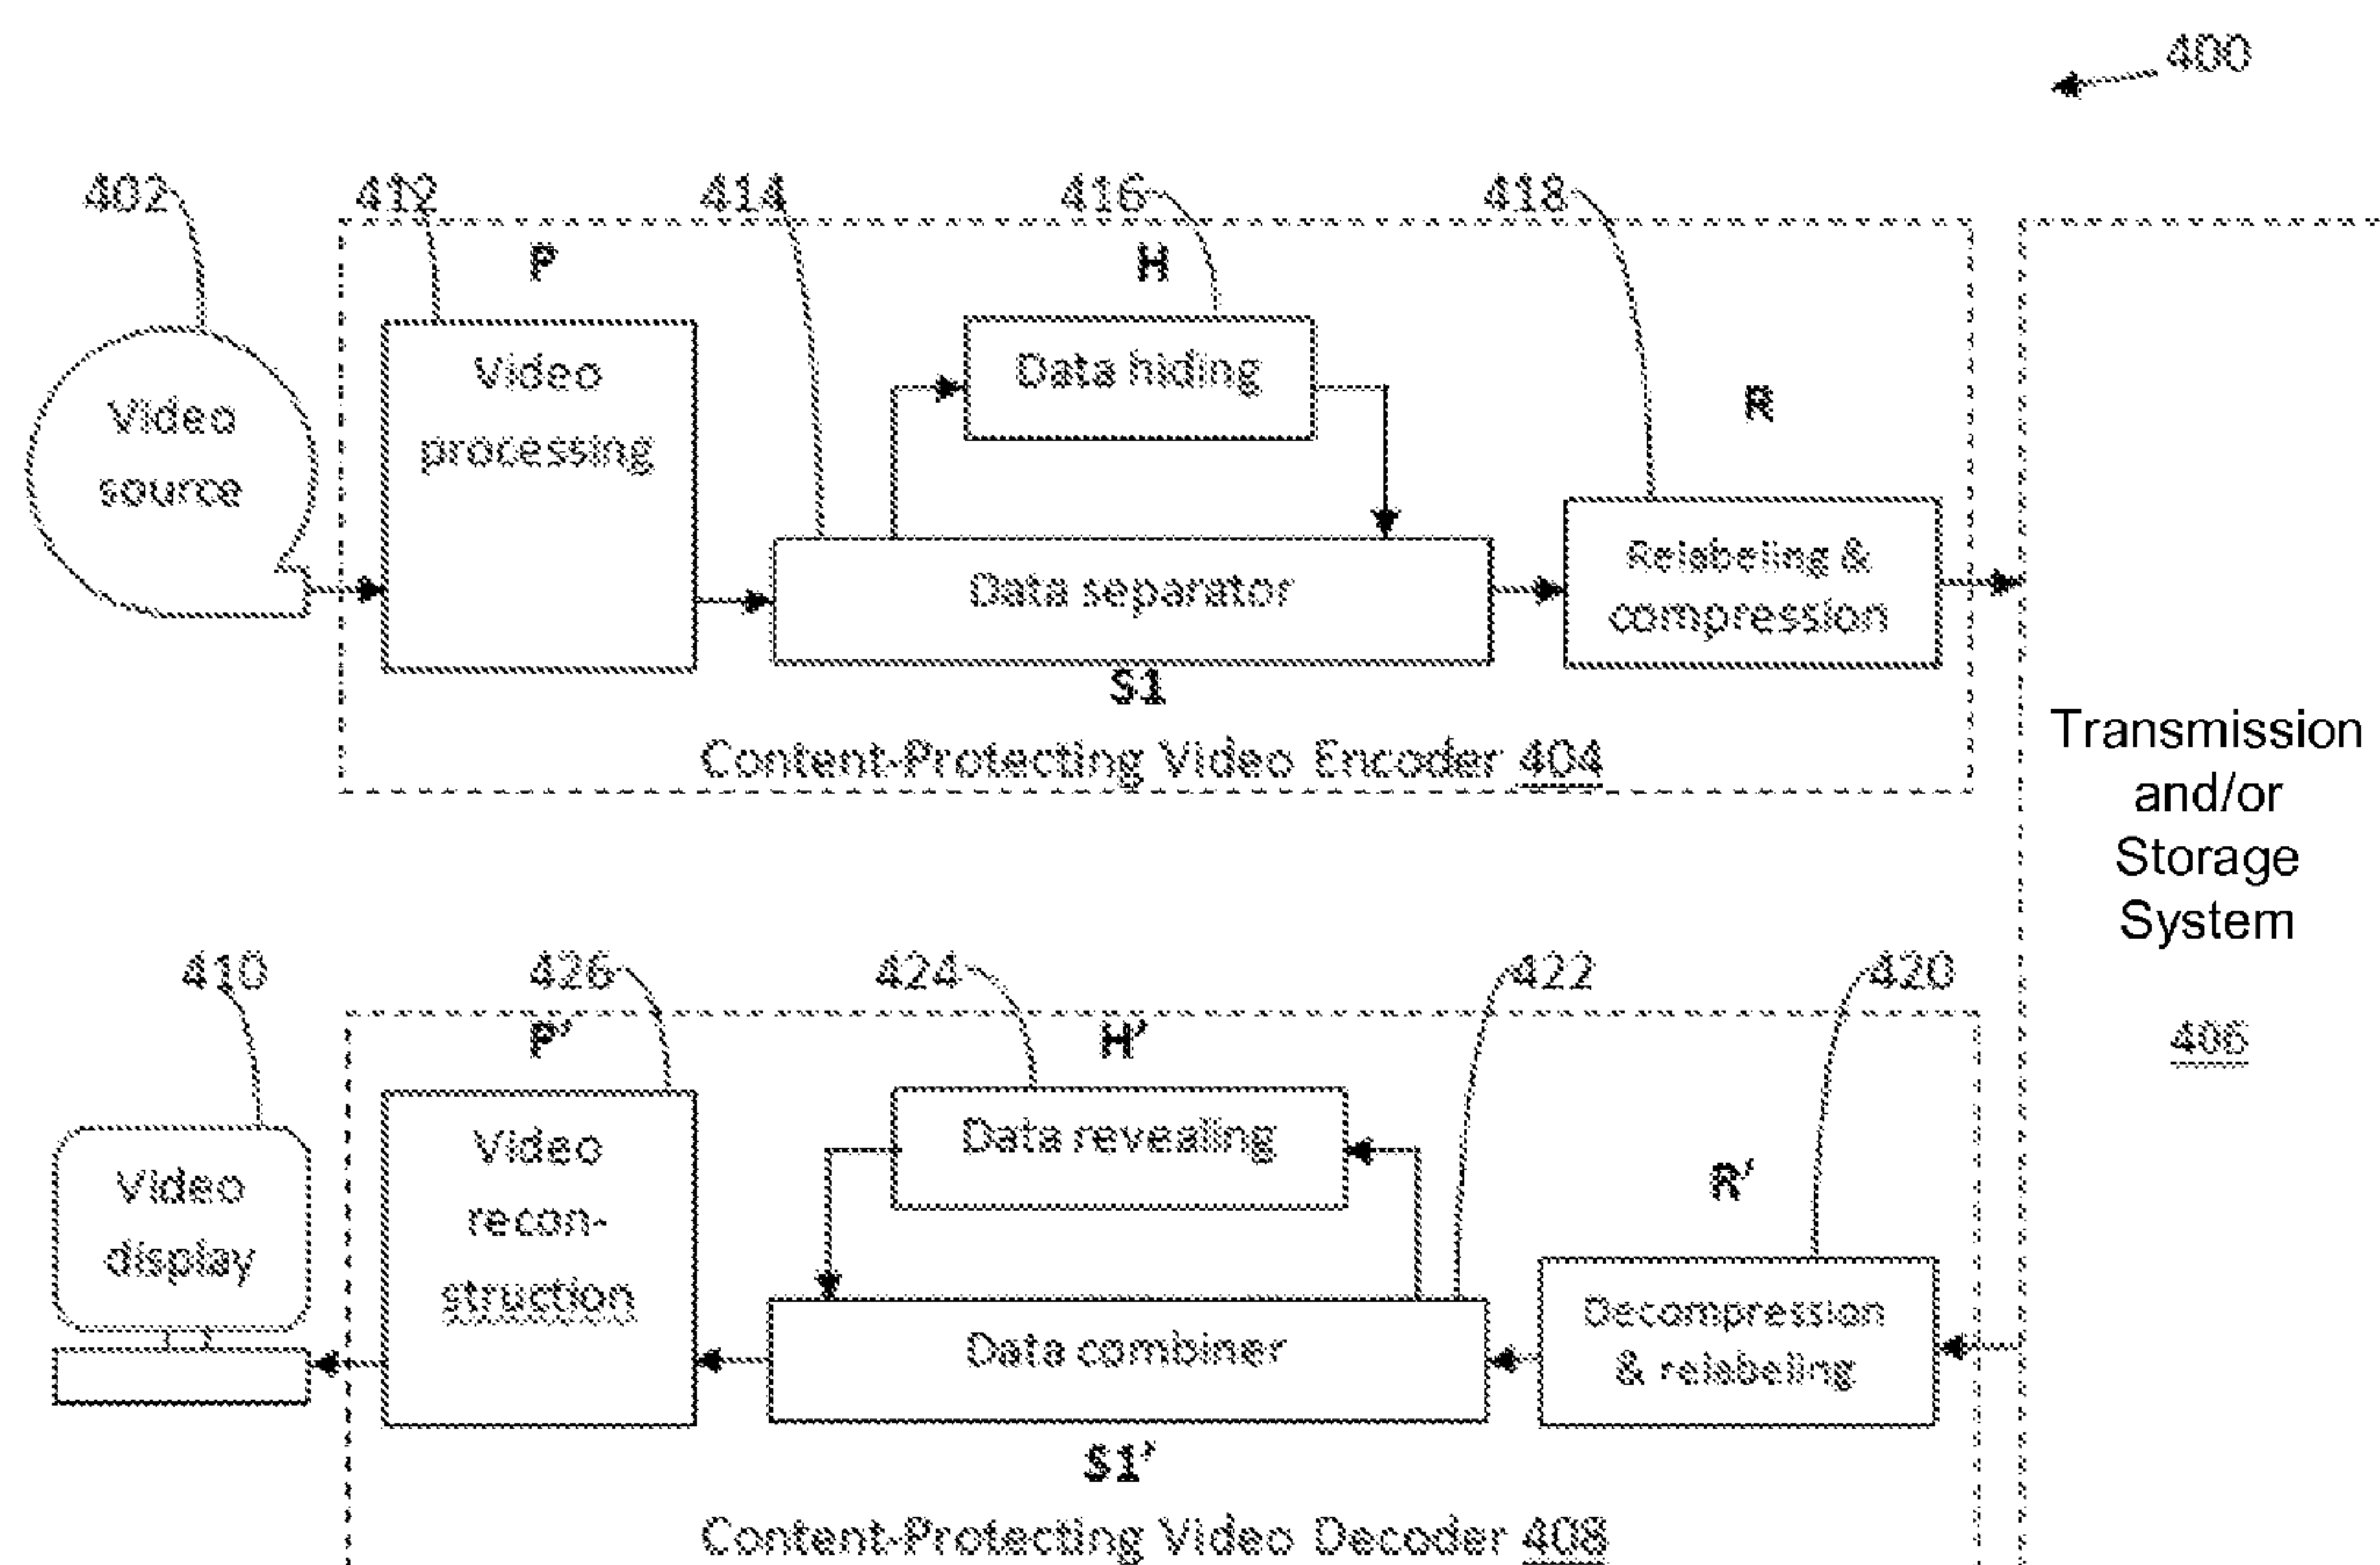 400
402
412
414
416
418
P
H
R
Video
source
Video
processing
Data hiding
Data separator
Relabeling &
compression
S1
Content-Protecting Video Encoder 404
Transmission
and/or
Storage
System
406
410
426
424
422
420
P'
H'
R'
Video
display
Video
recon-
struction
Data revealing
Data combiner
Decompression
& relabeling
S1'
Content-Protecting Video Decoder 408